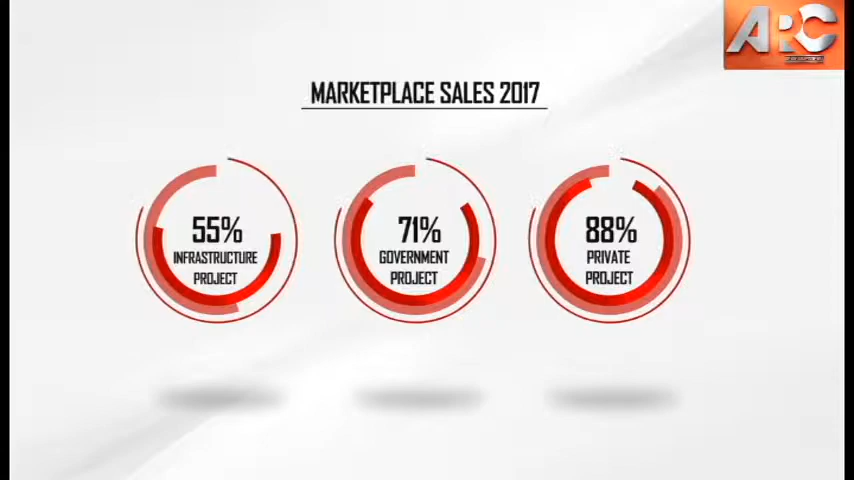 ARC
MARKETPLACE SALES 2017
55%
INFRASTRUCTURE
PROJECT
71%
GOVERNMENT
PROJECT
88%
PRIVATE
PROJECT